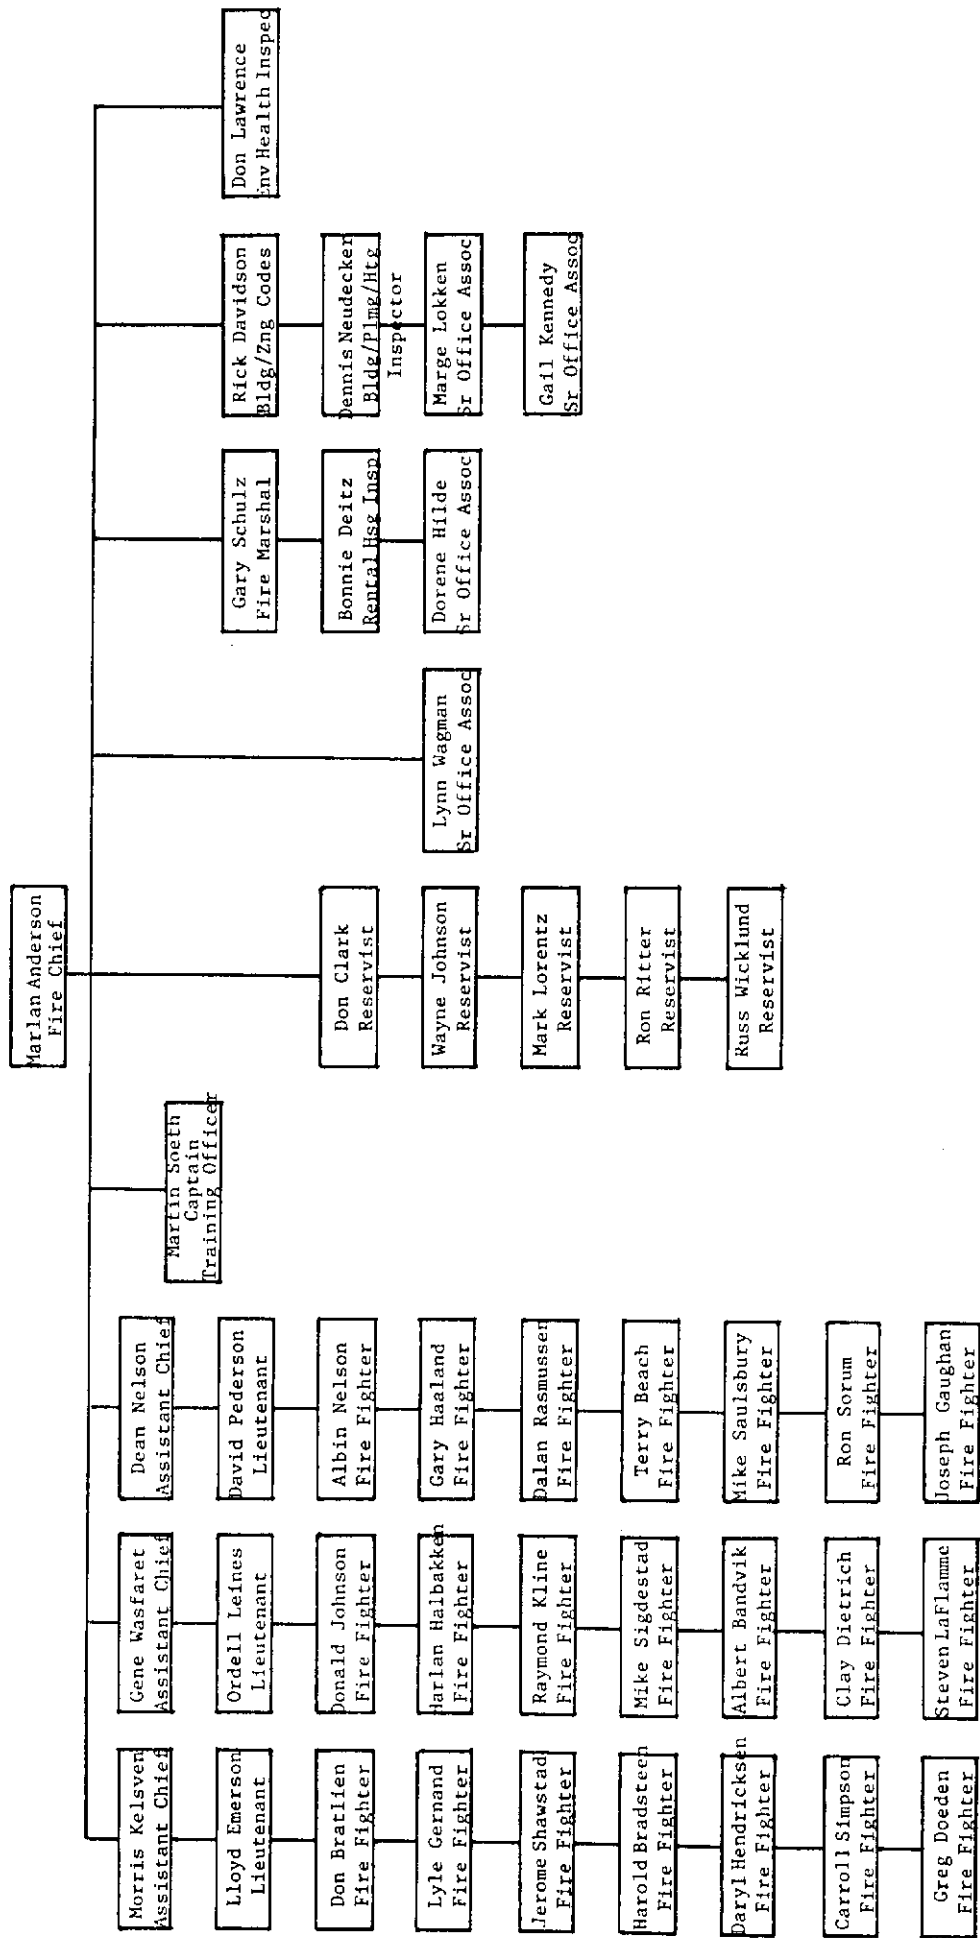 Marlan Anderson
Fire Chief
Morris Kelsven
Assistant Chief
Lloyd Emerson
Lieutenant
Don Bratlien
Fire Fighter
Lyle Gernand
Fire Fighter
Jerome Shawstad
Fire Fighter
Harold Bradsteen
Fire Fighter
Daryl Hendricksen
Fire Fighter
Carroll Simpson
Fire Fighter
Greg Doeden
Fire Fighter
Gene Wasfaret
Assistant Chief
Ordell Leines
Lieutenant
Donald Johnson
Fire Fighter
Harlan Halbakken
Fire Fighter
Raymond Kline
Fire Fighter
Mike Sigdestad
Fire Fighter
Albert Bandvik
Fire Fighter
Clay Dietrich
Fire Fighter
Steven LaFlamme
Fire Fighter
Dean Nelson
Assistant Chief
David Pederson
Lieutenant
Albin Nelson
Fire Fighter
Gary Haaland
Fire Fighter
Dalan Rasmussen
Fire Fighter
Terry Beach
Fire Fighter
Mike Saulsbury
Fire Fighter
Ron Sorum
Fire Fighter
Joseph Gaughan
Fire Fighter
Martin Soeth
Captain
Training Officer
Don Clark
Reservist
Wayne Johnson
Reservist
Mark Lorentz
Reservist
Ron Ritter
Reservist
Russ Wicklund
Reservist
Lynn Wagman
Sr Office Assoc
Gary Schulz
Fire Marshal
Bonnie Deitz
Rental Hsg Insp
Dorene Hilde
Sr Office Assoc
Rick Davidson
Bldg/Zng Codes
Dennis Neudecker
Bldg/Plmg/Htg
Inspector
Marge Lokken
Sr Office Assoc
Gail Kennedy
Sr Office Assoc
Don Lawrence
Env Health Inspec